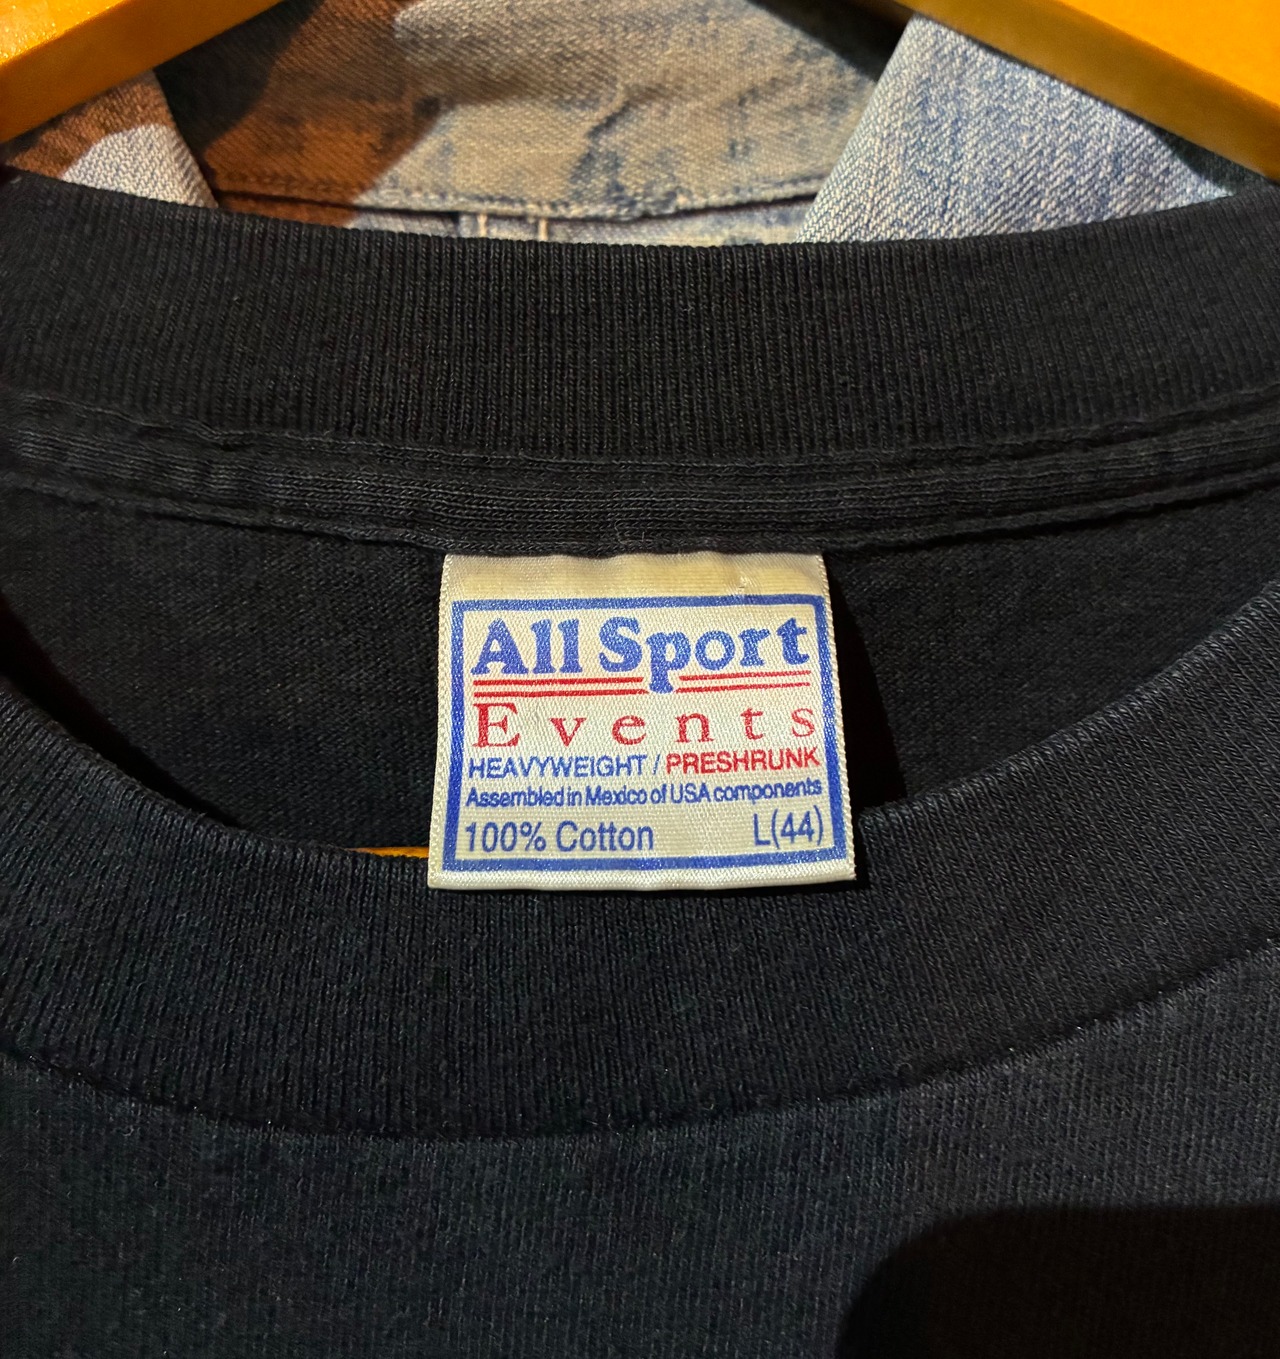 All Sport
Events
HEAVYWEIGHT / PRESHRUNK
Assembled in Mexico of USA components
100% Cotton L(44)